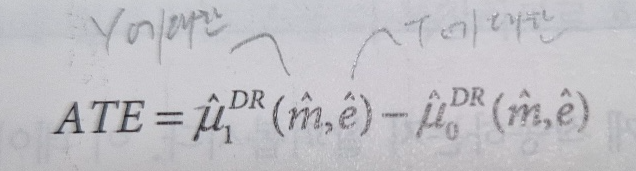 Y에 대한 T에 대한
ATE = μ̂₁^DR(m̂,ê) − μ̂₀^DR(m̂,ê)